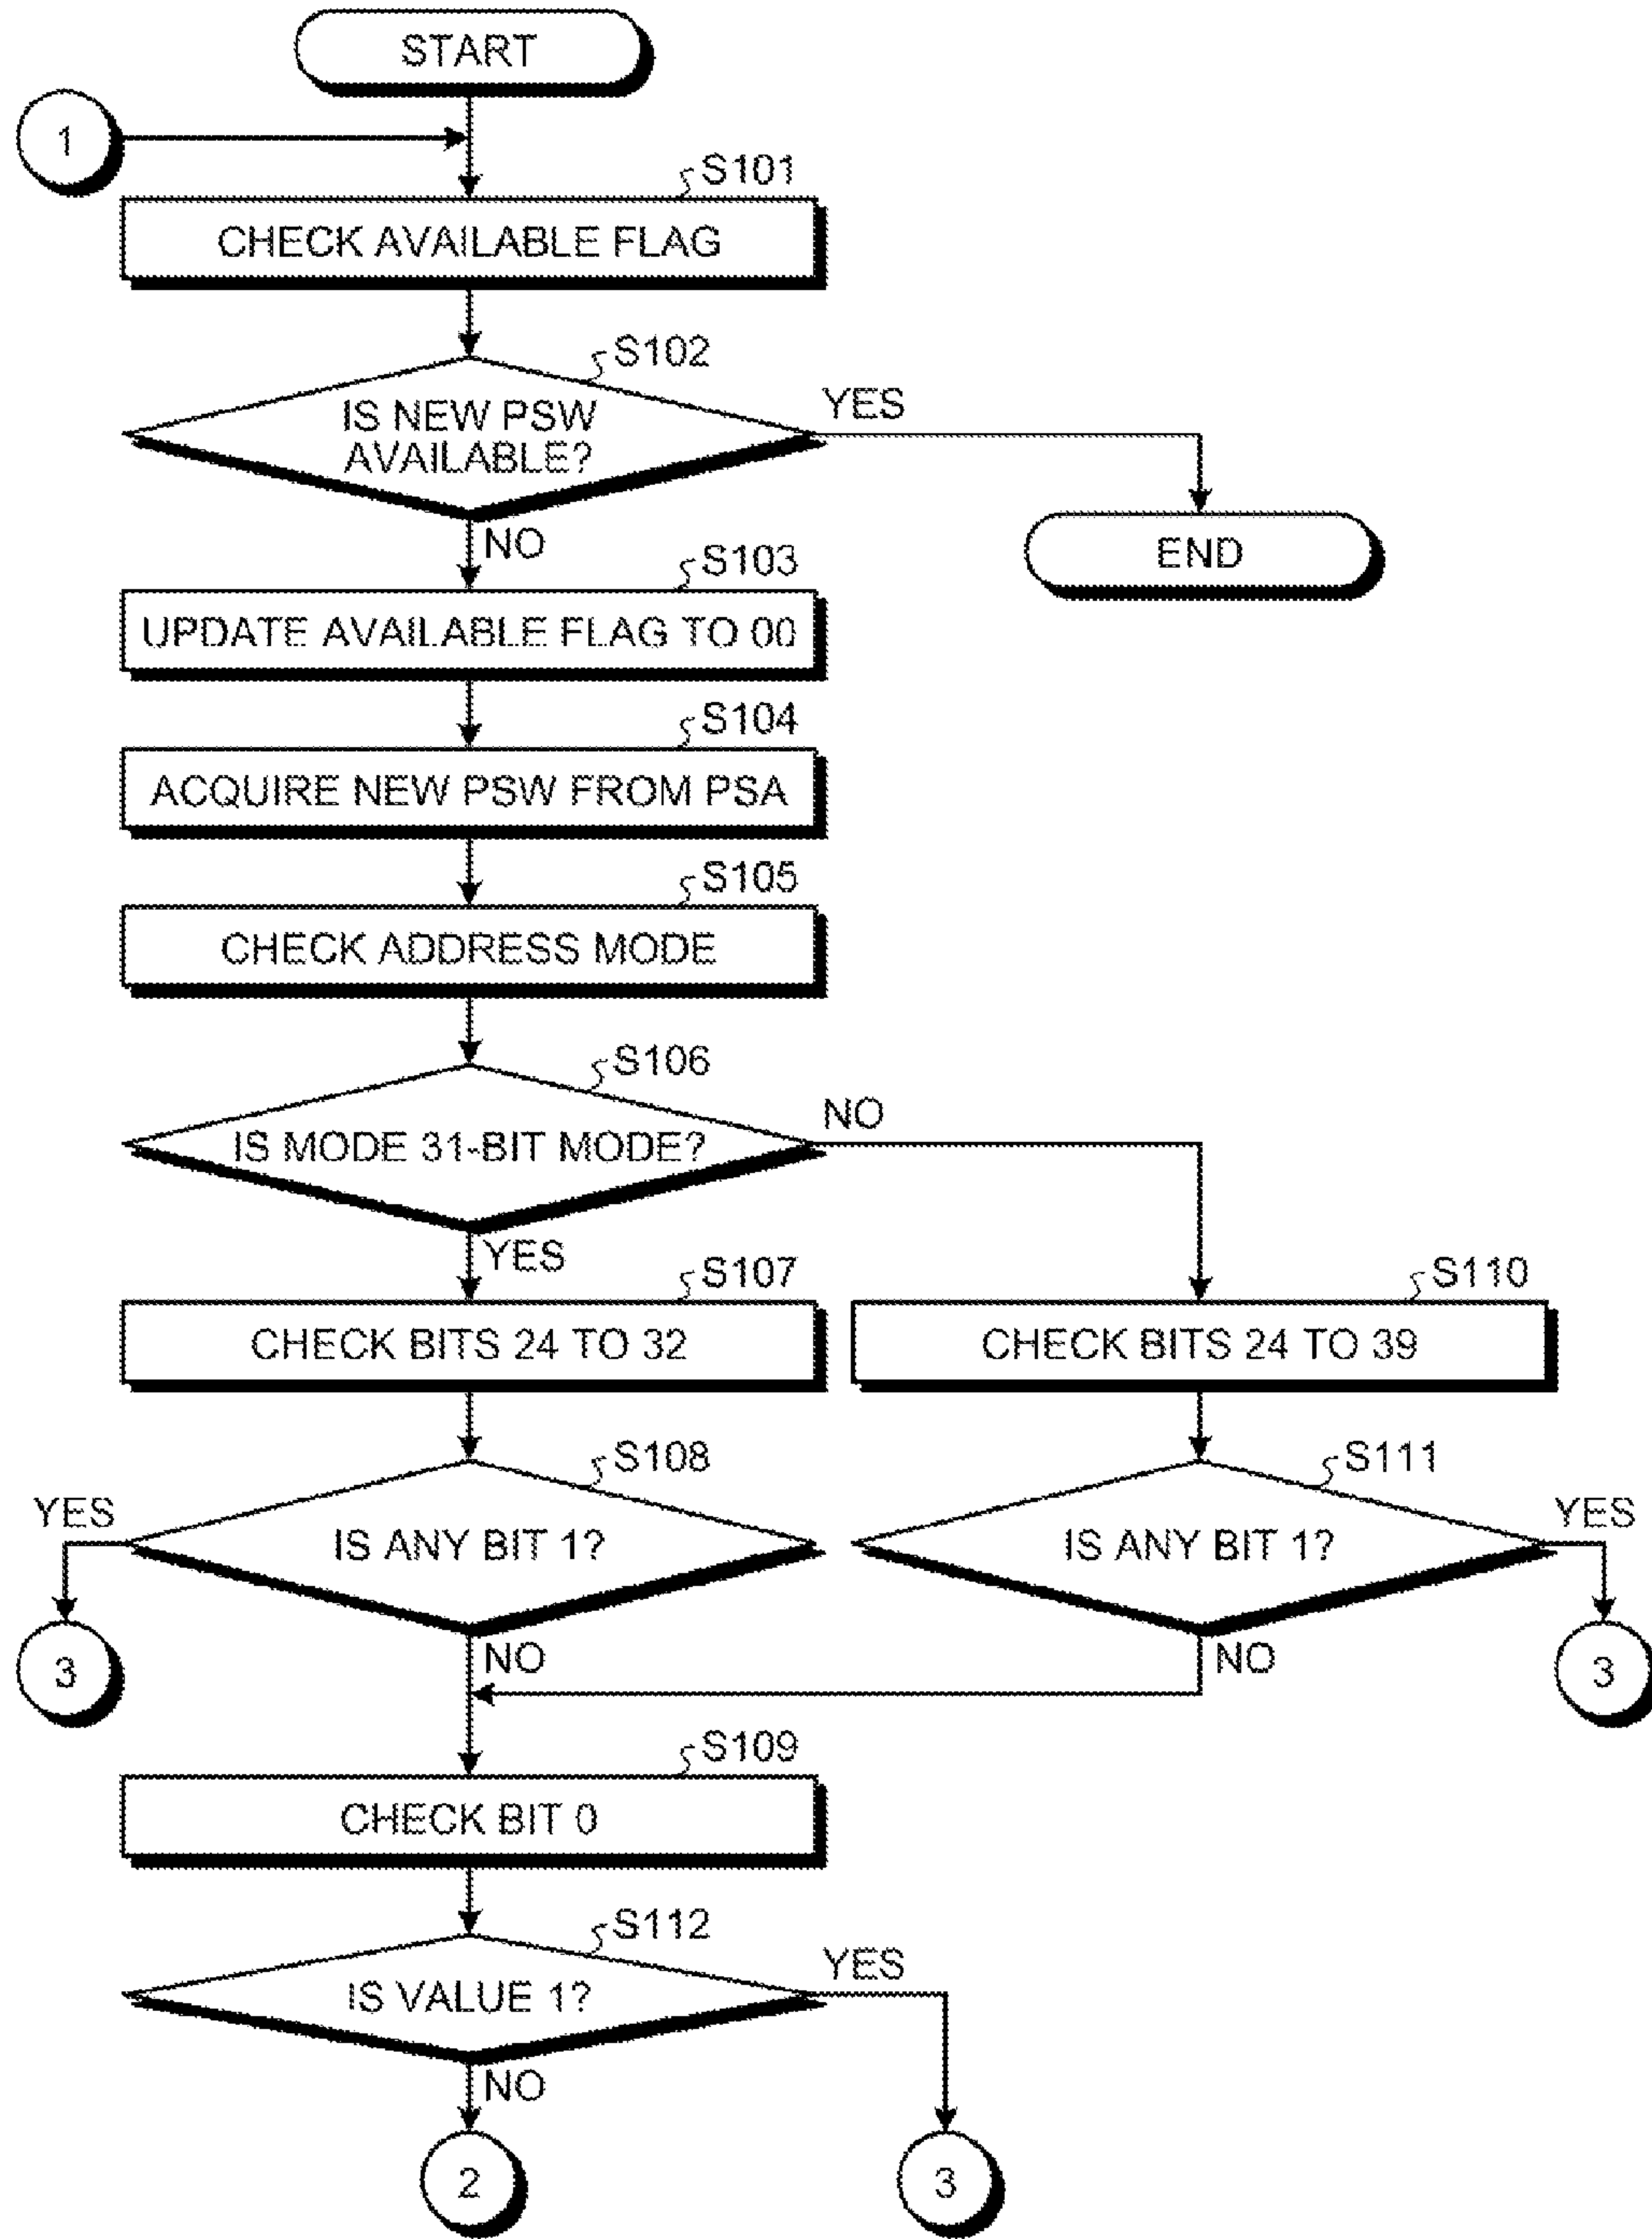 START
1
S101
CHECK AVAILABLE FLAG
S102
IS NEW PSW
AVAILABLE?
YES
NO
END
S103
UPDATE AVAILABLE FLAG TO 00
S104
ACQUIRE NEW PSW FROM PSA
S105
CHECK ADDRESS MODE
S106
IS MODE 31-BIT MODE?
NO
YES
S107
CHECK BITS 24 TO 32
S110
CHECK BITS 24 TO 39
S108
IS ANY BIT 1?
YES
3
NO
S111
IS ANY BIT 1?
YES
3
NO
S109
CHECK BIT 0
S112
IS VALUE 1?
YES
NO
2
3